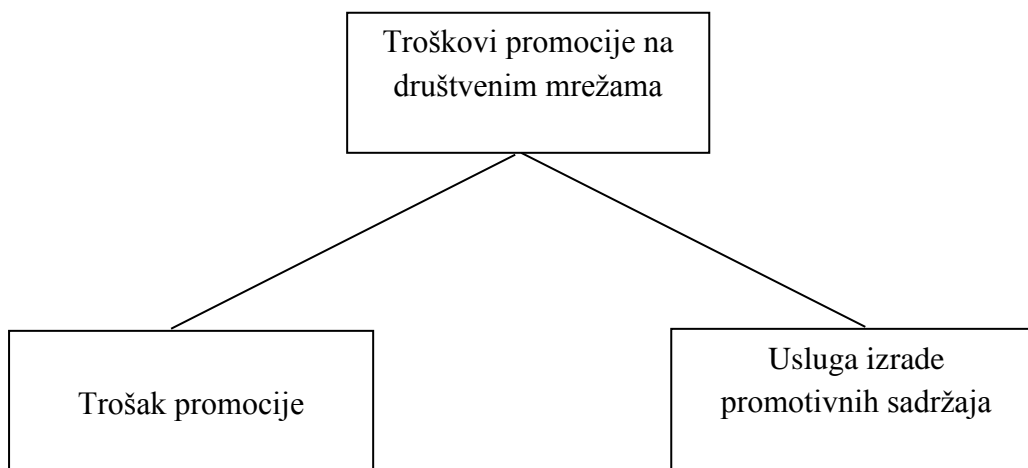 Troškovi promocije na
društvenim mrežama
Trošak promocije
Usluga izrade
promotivnih sadržaja